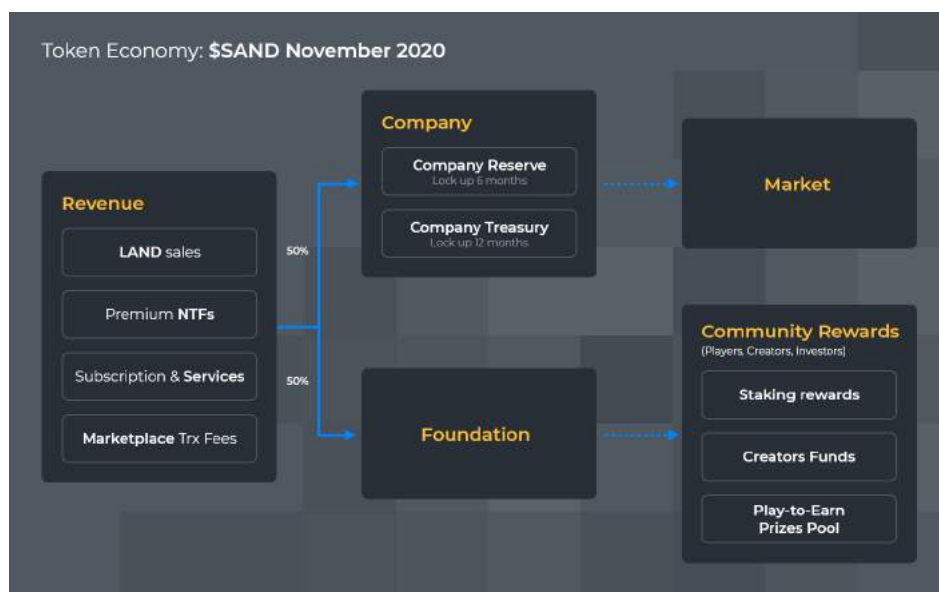 Token Economy: $SAND November 2020
Revenue
LAND sales
Premium NTFs
Subscription & Services
Marketplace Trx Fees
50%
50%
Company
Company Reserve
Lock up 6 months
Company Treasury
Lock up 12 months
Foundation
Market
Community Rewards
(Players, Creators, Investors)
Staking rewards
Creators Funds
Play-to-Earn
Prizes Pool